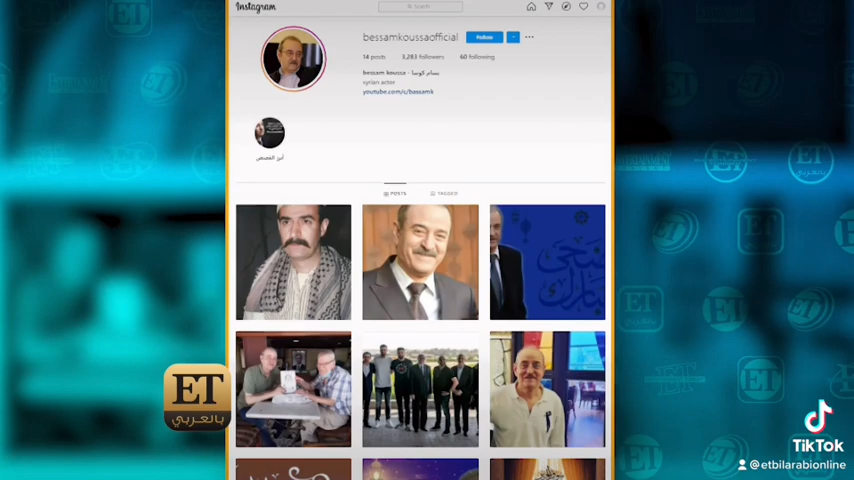 Instagram
Search
bessamkoussaofficial
Follow
14 posts 3,283 followers 60 following
bessam koussa - بسام كوسا
syrian actor
youtube.com/c/bassamk
POSTS
TAGGED
ET
بالعربي
TikTok
@etbilarabionline